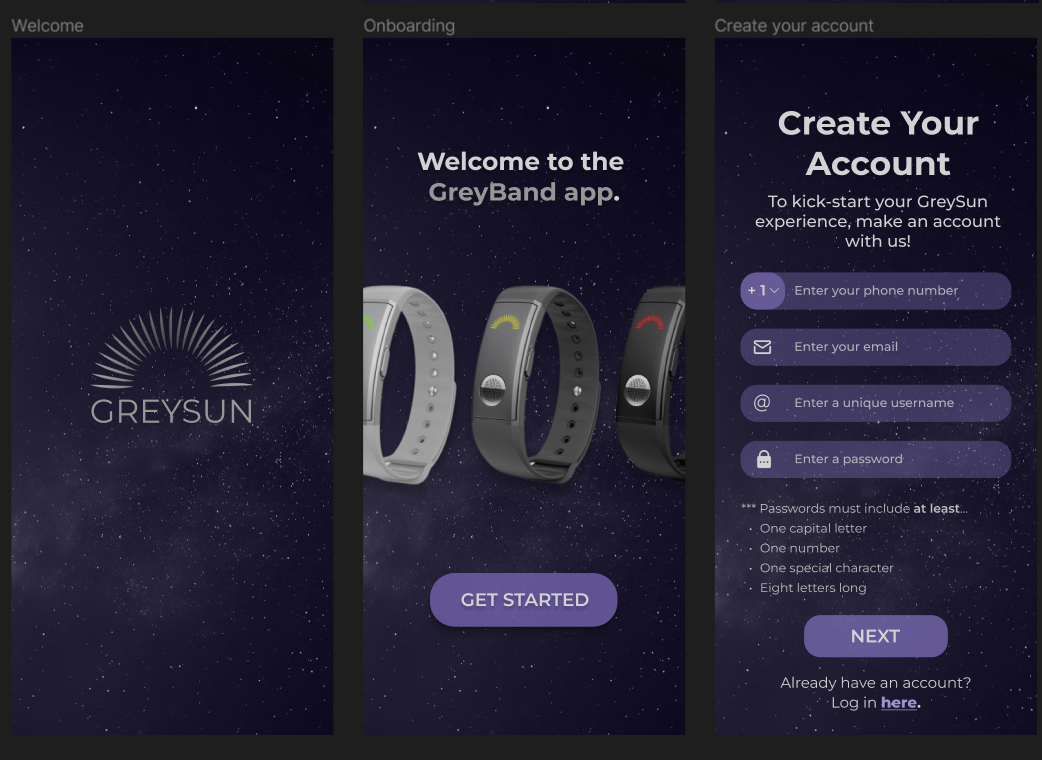 Welcome
GREYSUN
Onboarding
Welcome to the
GreyBand app.
GET STARTED
Create your account
Create Your
Account
To kick-start your GreySun
experience, make an account
with us!
+ 1 Enter your phone number
Enter your email
@ Enter a unique username
Enter a password
*** Passwords must include at least...
• One capital letter
• One number
• One special character
• Eight letters long
NEXT
Already have an account?
Log in here.